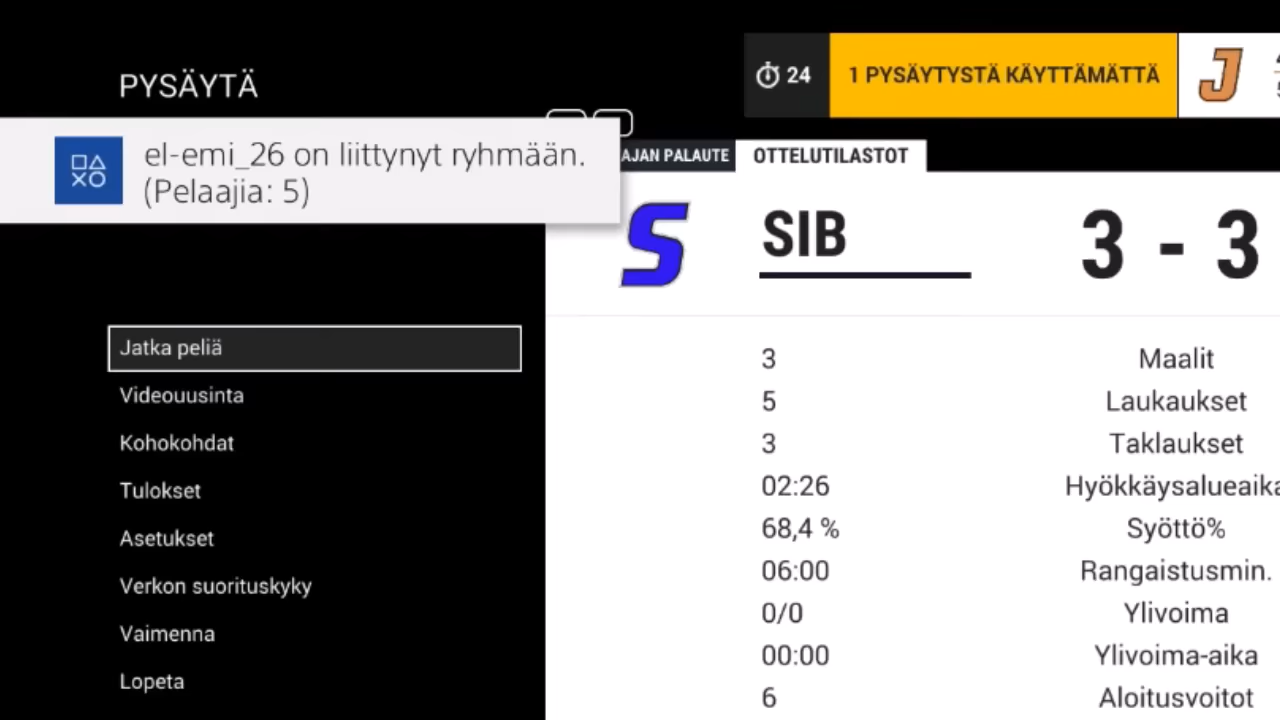 PYSÄYTÄ
24
1 PYSÄYTYSTÄ KÄYTTÄMÄTTÄ
J
el-emi_26 on liittynyt ryhmään.
(Pelaajia: 5)
AJAN PALAUTE
OTTELUTILASTOT
S
SIB
3 - 3
Jatka peliä
Videouusinta
Kohokohdat
Tulokset
Asetukset
Verkon suorituskyky
Vaimenna
Lopeta
3 Maalit
5 Laukaukset
3 Taklaukset
02:26 Hyökkäysalueaika
68,4 % Syöttö%
06:00 Rangaistusmin.
0/0 Ylivoima
00:00 Ylivoima-aika
6 Aloitusvoitot